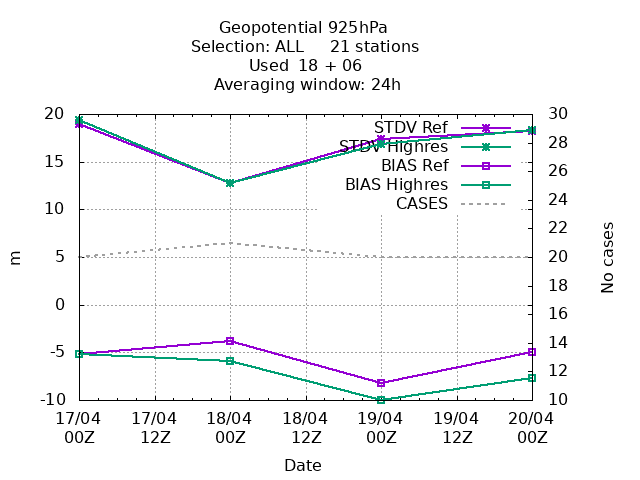 Geopotential 925hPa
Selection: ALL     21 stations
Used  18 + 06
Averaging window: 24h
20
15
10
5
0
-5
-10
m
STDV Ref
STDV Highres
BIAS Ref
BIAS Highres
CASES
30
28
26
24
22
20
18
16
14
12
10
No cases
17/04 17/04 18/04 18/04 19/04 19/04 20/04
00Z 12Z 00Z 12Z 00Z 12Z 00Z
Date